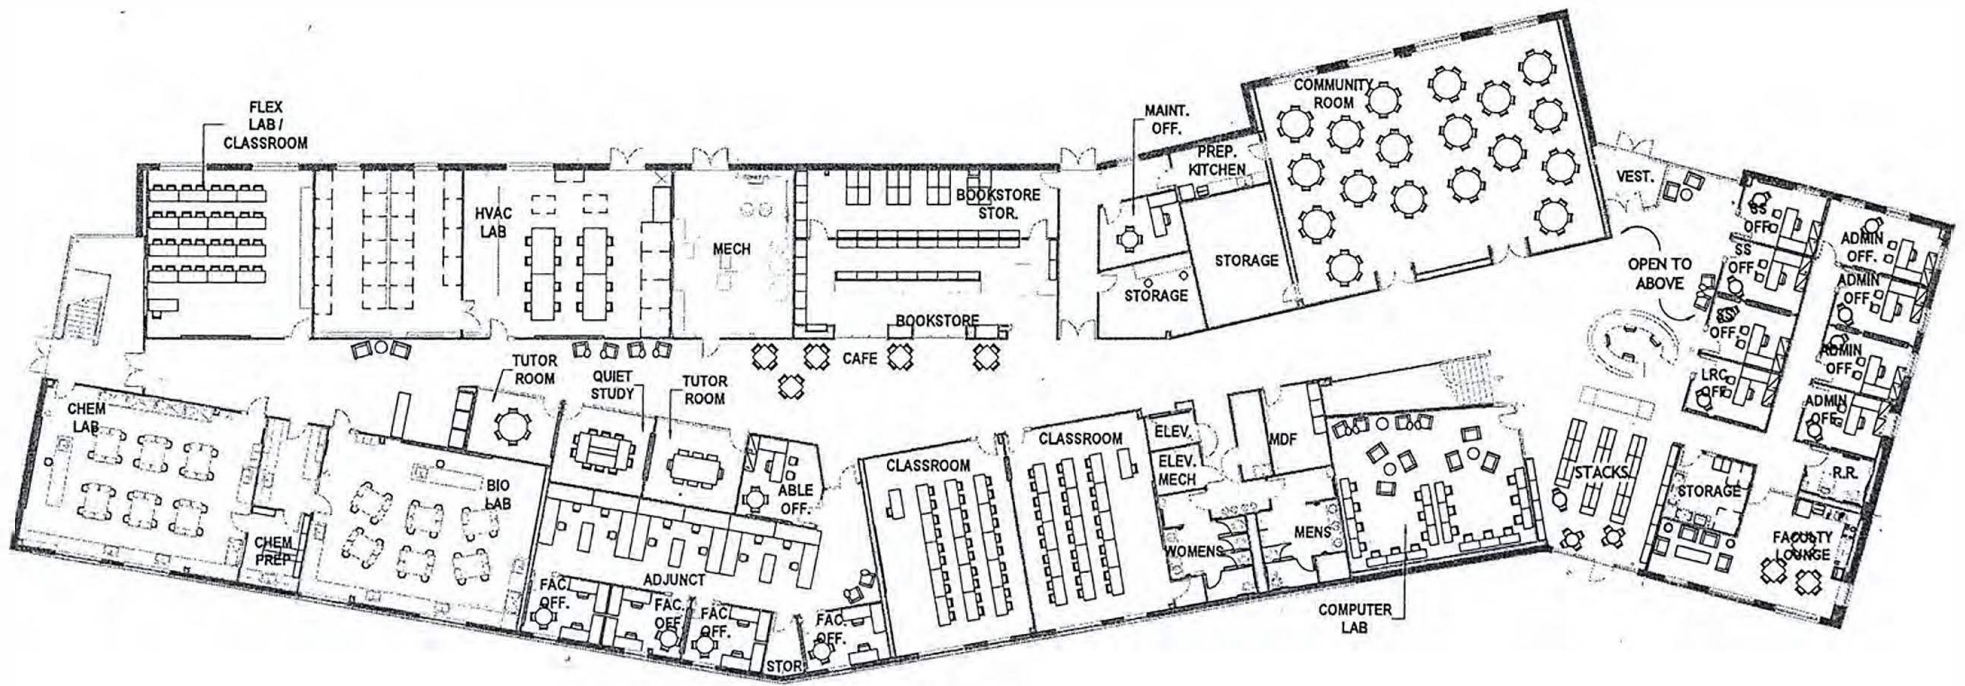 FLEX
LAB /
CLASSROOM
HVAC
LAB
MECH
BOOKSTORE
STOR.
BOOKSTORE
CAFE
MAINT.
OFF.
PREP.
KITCHEN
STORAGE
STORAGE
COMMUNITY
ROOM
VEST.
OPEN TO
ABOVE
SS
OFF.
SS
OFF.
SS
OFF.
LRC
OFF.
ADMIN
OFF.
ADMIN
OFF.
ADMIN
OFF.
ADMIN
OFF.
R.R.
STORAGE
FACULTY
LOUNGE
STACKS
CHEM
LAB
CHEM
PREP
BIO
LAB
TUTOR
ROOM
QUIET
STUDY
TUTOR
ROOM
ABLE
OFF.
ADJUNCT
FAC.
OFF.
FAC.
OFF.
FAC.
OFF.
STOR.
FAC.
OFF.
CLASSROOM
CLASSROOM
ELEV.
ELEV.
MECH
MDF
WOMENS
MENS
COMPUTER
LAB